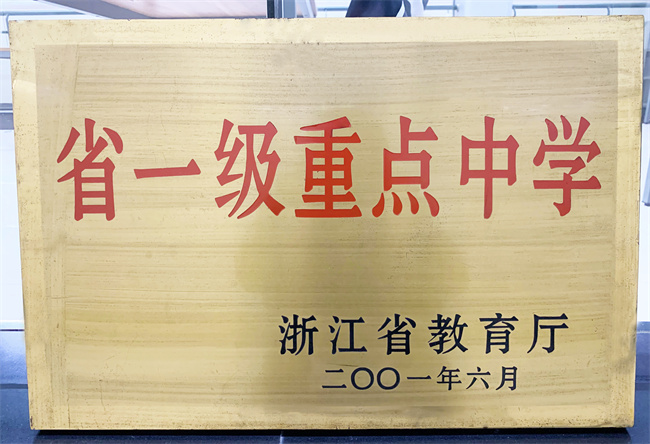 省一级重点中学
浙江省教育厅
二〇〇一年六月